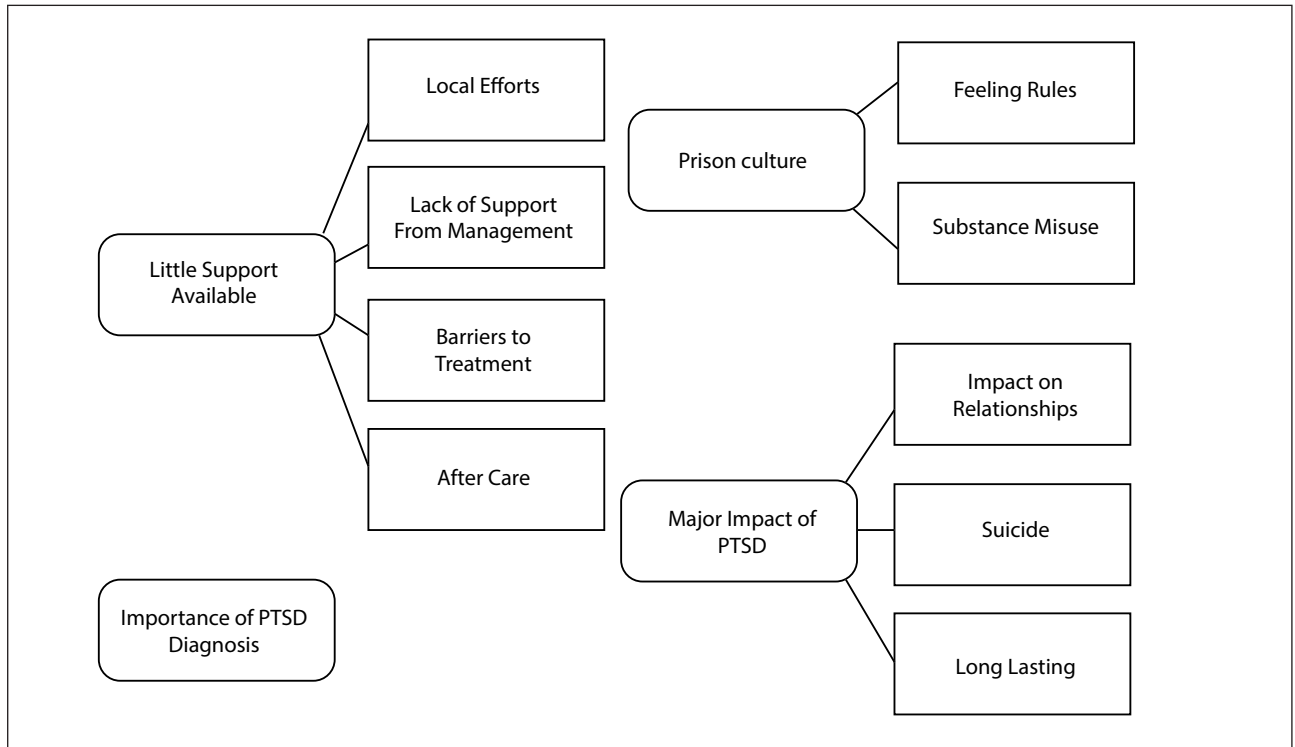 Little Support
Available
Local Efforts
Lack of Support
From Management
Barriers to
Treatment
After Care
Importance of PTSD
Diagnosis
Prison culture
Feeling Rules
Substance Misuse
Major Impact of
PTSD
Impact on
Relationships
Suicide
Long Lasting